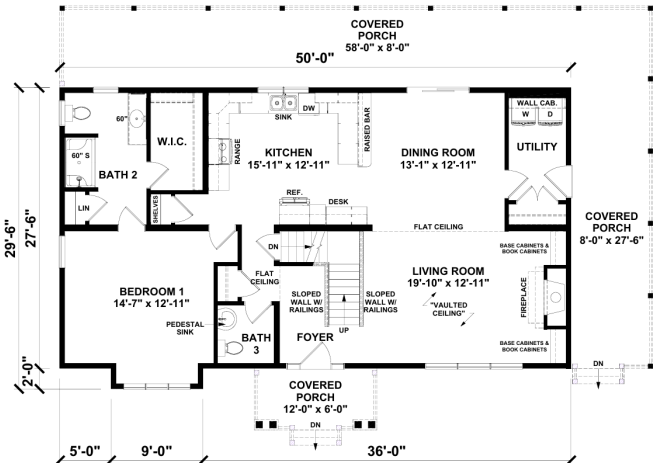 COVERED
PORCH
58'-0" x 8'-0"
50'-0"
60"
W.I.C.
60" S
BATH 2
LIN
SHELVES
RANGE
SINK
DW
RAISED BAR
KITCHEN
15'-11" x 12'-11"
REF.
DESK
DINING ROOM
13'-1" x 12'-11"
WALL CAB.
W
D
UTILITY
COVERED
PORCH
8'-0" x 27'-6"
29'-6"
27'-6"
2'-0"
BEDROOM 1
14'-7" x 12'-11"
PEDESTAL
SINK
BATH
3
FLAT
CEILING
DN
SLOPED
WALL W/
RAILINGS
UP
SLOPED
WALL W/
RAILINGS
FOYER
FLAT CEILING
LIVING ROOM
19'-10" x 12'-11"
"VAULTED
CEILING"
BASE CABINETS &
BOOK CABINETS
FIREPLACE
BASE CABINETS &
BOOK CABINETS
DN
COVERED
PORCH
12'-0" x 6'-0"
DN
5'-0"
9'-0"
36'-0"